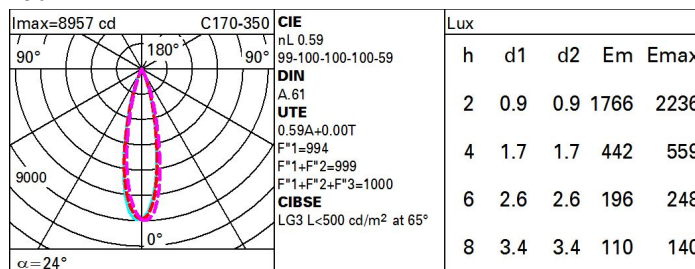 Imax=8957 cd C170-350
90° 180° 90°
9000
0°
α=24°
CIE
nL 0.59
99-100-100-100-59
DIN
A.61
UTE
0.59A+0.00T
F"1=994
F"1+F"2=999
F"1+F"2+F"3=1000
CIBSE
LG3 L<500 cd/m² at 65°
Lux
h d1 d2 Em Emax
2 0.9 0.9 1766 2236
4 1.7 1.7 442 559
6 2.6 2.6 196 248
8 3.4 3.4 110 140